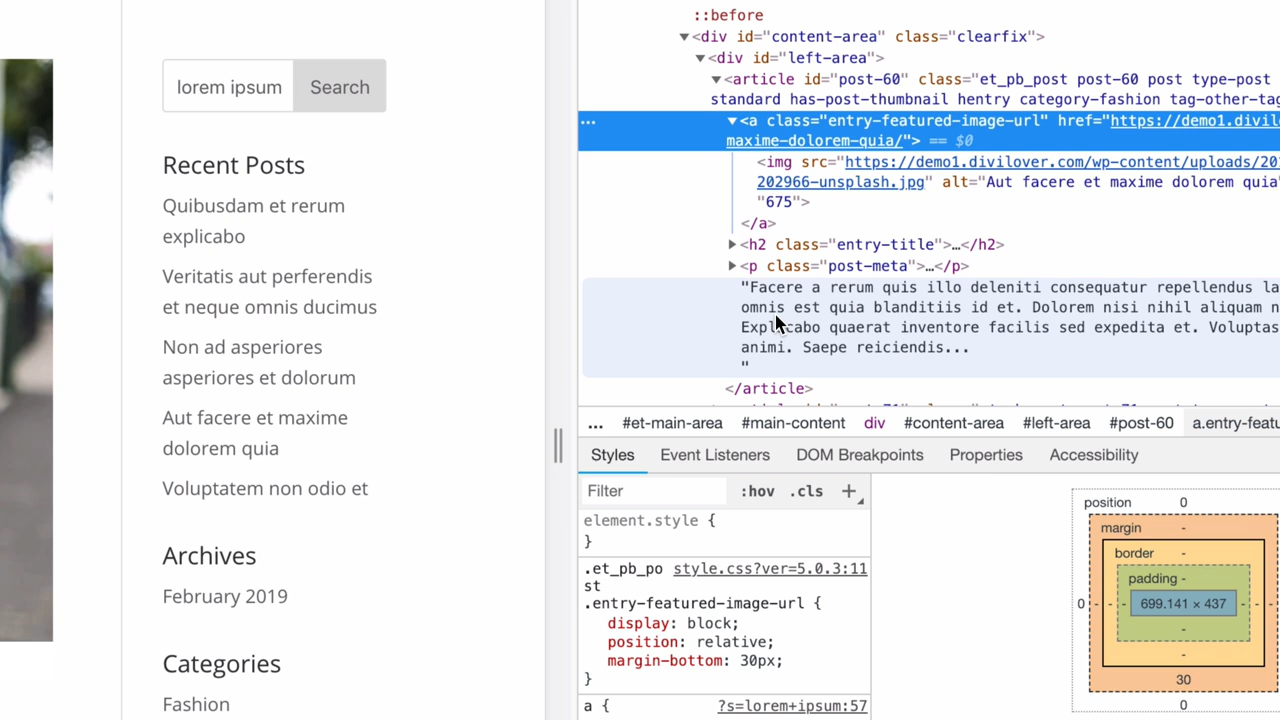 lorem ipsum
Search
Recent Posts
Quibusdam et rerum
explicabo
Veritatis aut perferendis
et neque omnis ducimus
Non ad asperiores
asperiores et dolorum
Aut facere et maxime
dolorem quia
Voluptatem non odio et
Archives
February 2019
Categories
Fashion
::before
<div id="content-area" class="clearfix">
<div id="left-area">
<article id="post-60" class="et_pb_post post-60 post type-post
standard has-post-thumbnail hentry category-fashion tag-other-tag
<a class="entry-featured-image-url" href="https://demo1.divilo
maxime-dolorem-quia/"> == $0
<img src="https://demo1.divilover.com/wp-content/uploads/20
202966-unsplash.jpg" alt="Aut facere et maxime dolorem quia"
"675">
</a>
<h2 class="entry-title">…</h2>
<p class="post-meta">…</p>
"Facere a rerum quis illo deleniti consequatur repellendus la
omnis est quia blanditiis id et. Dolorem nisi nihil aliquam n
Explicabo quaerat inventore facilis sed expedita et. Voluptas
animi. Saepe reiciendis...
"
</article>
... #et-main-area #main-content div #content-area #left-area #post-60 a.entry-featu
Styles Event Listeners DOM Breakpoints Properties Accessibility
Filter :hov .cls +
element.style {
}
.et_pb_po style.css?ver=5.0.3:11
st
.entry-featured-image-url {
display: block;
position: relative;
margin-bottom: 30px;
}
a { ?s=lorem+ipsum:57
position 0
margin -
border -
padding -
0 - - - 699.141 × 437 - - -
-
-
30
0